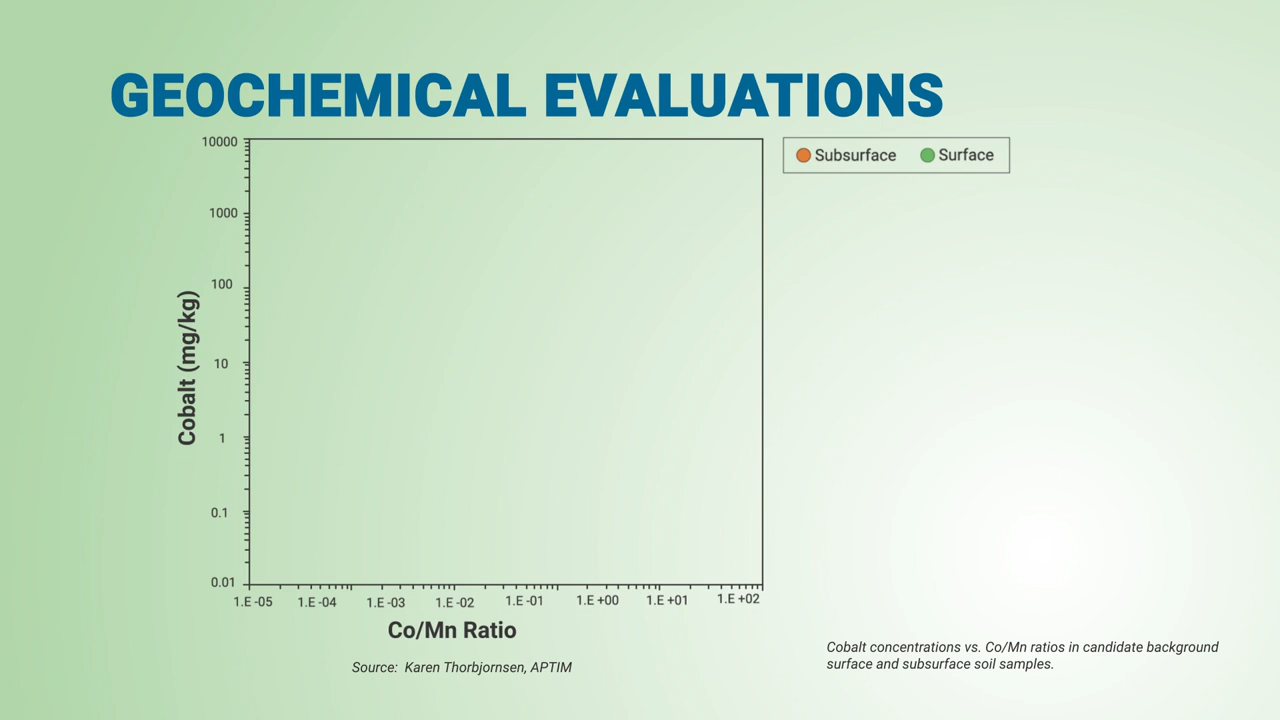 GEOCHEMICAL EVALUATIONS
Subsurface Surface
10000
1000
100
10
1
0.1
0.01
Cobalt (mg/kg)
1.E -05 1.E -04 1.E -03 1.E -02 1.E -01 1.E +00 1.E +01 1.E +02
Co/Mn Ratio
Source: Karen Thorbjornsen, APTIM
Cobalt concentrations vs. Co/Mn ratios in candidate background
surface and subsurface soil samples.